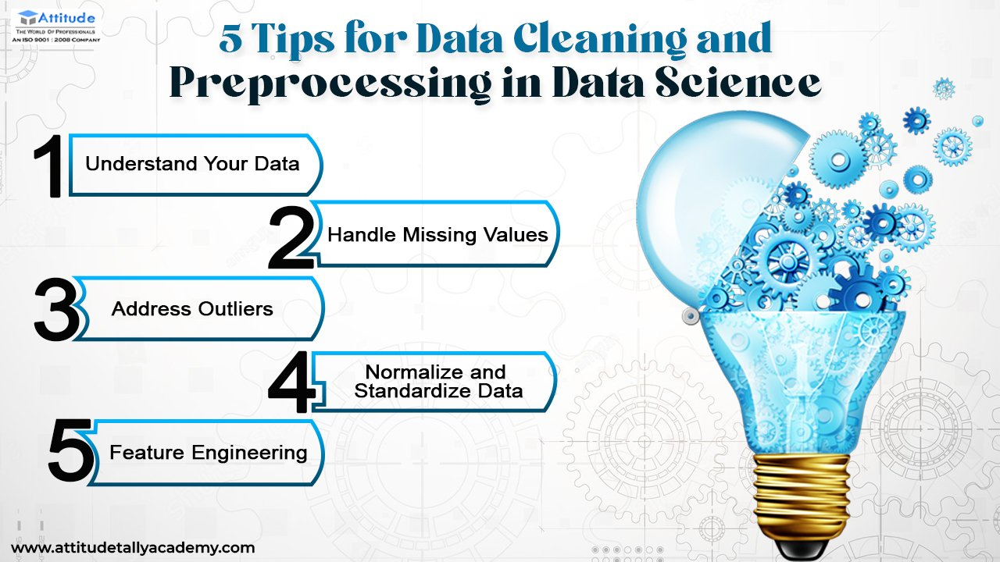 Attitude
THE WORLD OF PROFESSIONALS
AN ISO 9001 : 2008 COMPANY
5 Tips for Data Cleaning and
Preprocessing in Data Science
1 Understand Your Data
2 Handle Missing Values
3 Address Outliers
4 Normalize and
Standardize Data
5 Feature Engineering
www.attitudetallyacademy.com